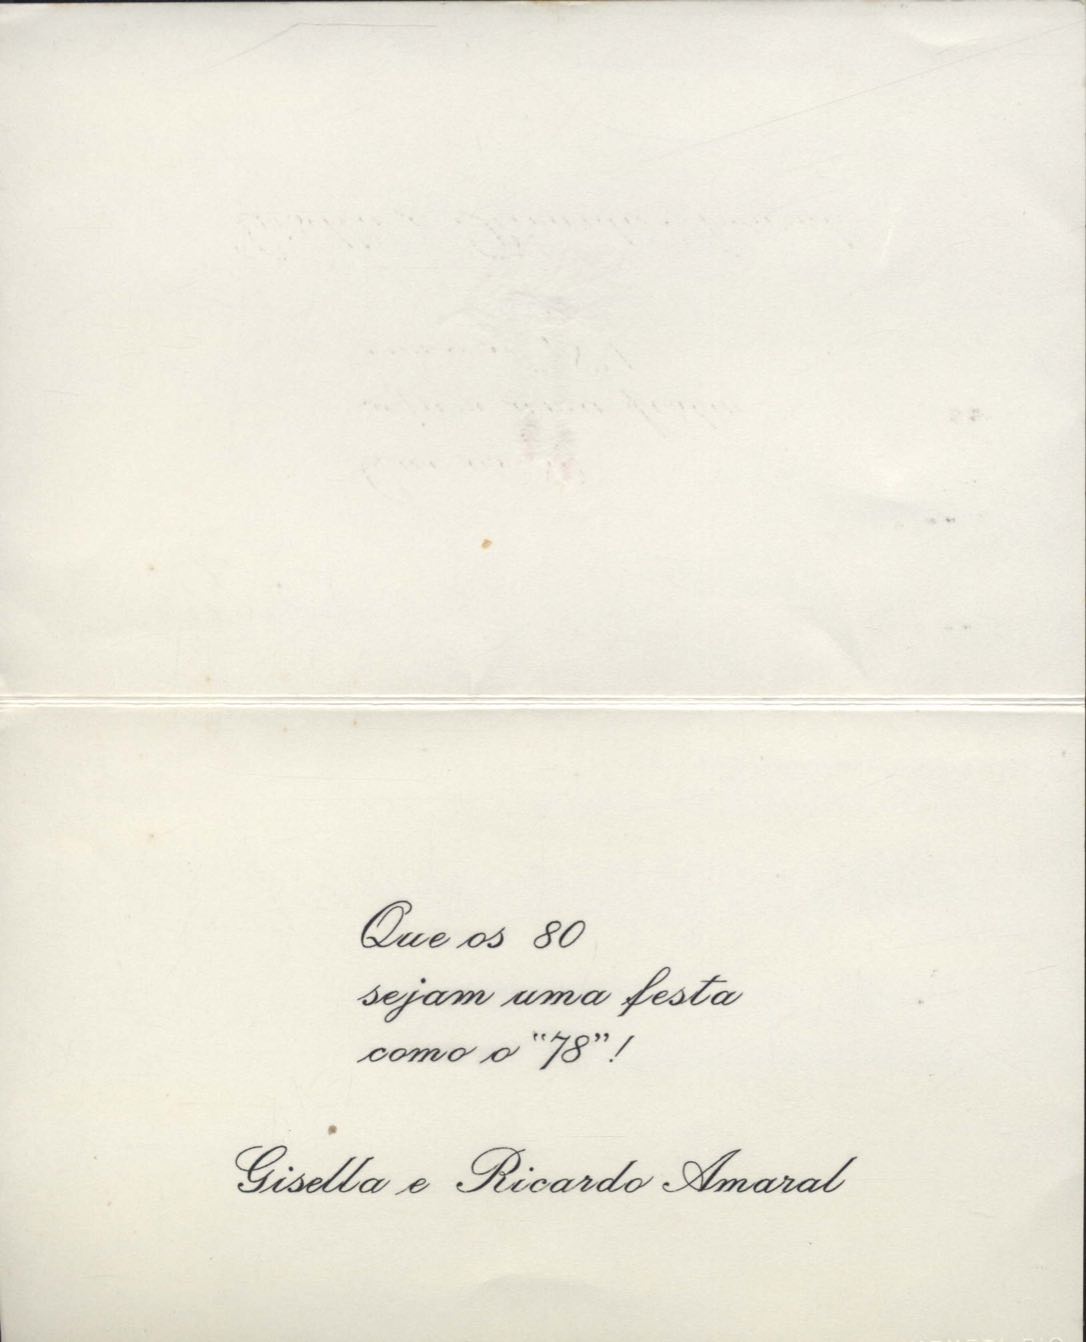 Que os 80
sejam uma festa
como o "78"!
Gisella e Ricardo Amaral